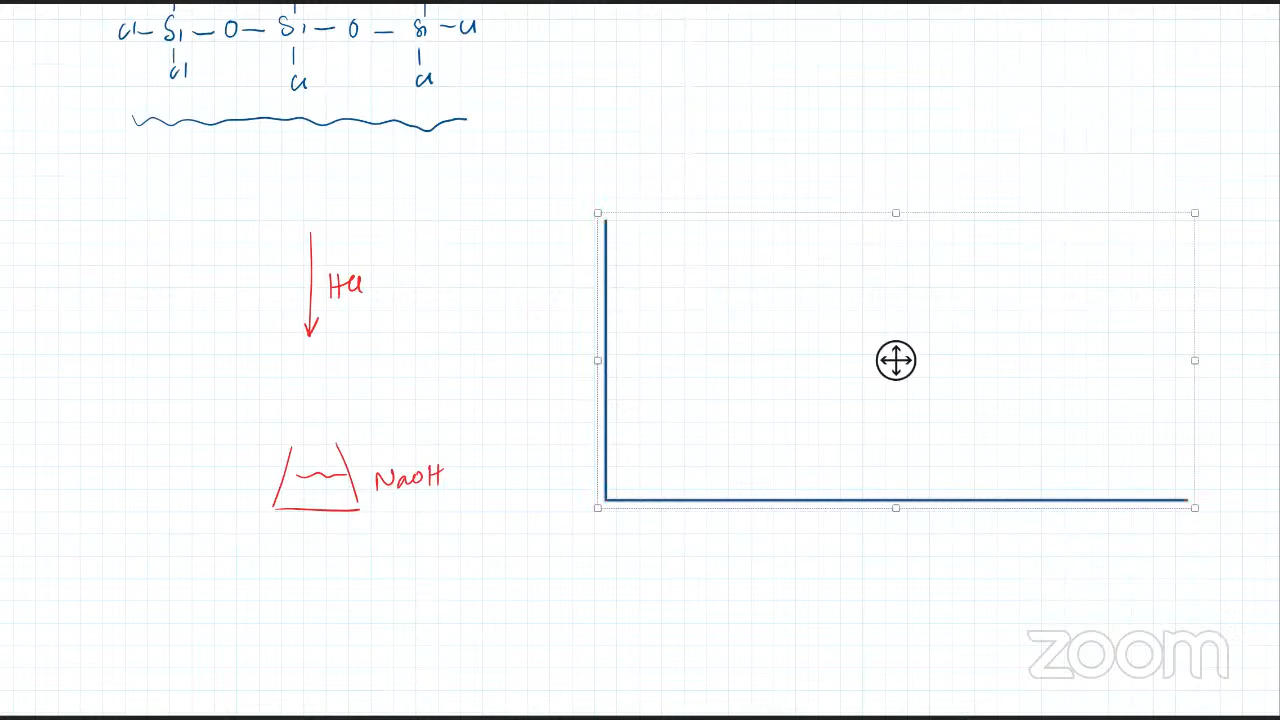 Cl - Si - O - Si - O - Si - Cl
Cl Cl Cl
HCl
NaOH
zoom